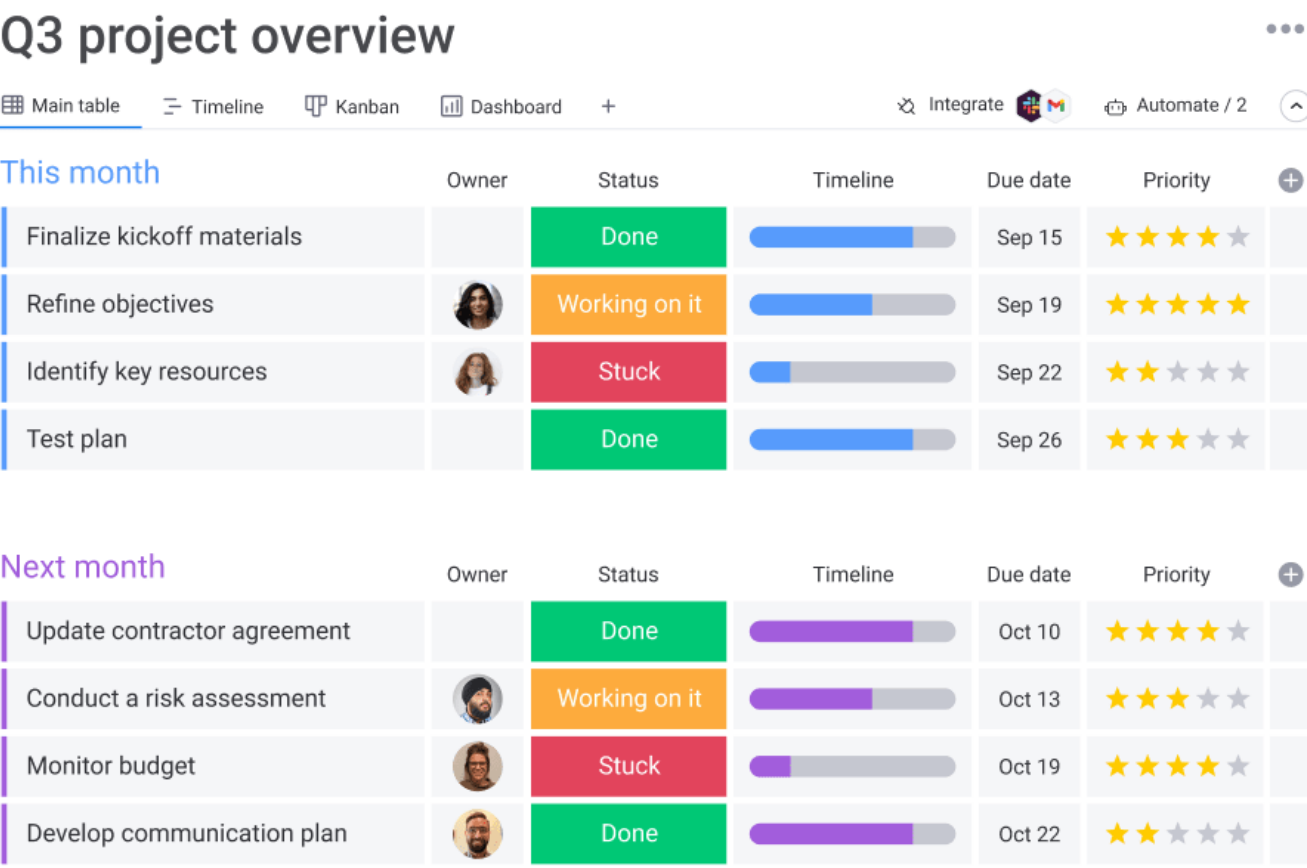 Q3 project overview
Main table Timeline Kanban Dashboard + Integrate Automate / 2
This month Owner Status Timeline Due date Priority
Finalize kickoff materials Done Sep 15
Refine objectives Working on it Sep 19
Identify key resources Stuck Sep 22
Test plan Done Sep 26
Next month Owner Status Timeline Due date Priority
Update contractor agreement Done Oct 10
Conduct a risk assessment Working on it Oct 13
Monitor budget Stuck Oct 19
Develop communication plan Done Oct 22